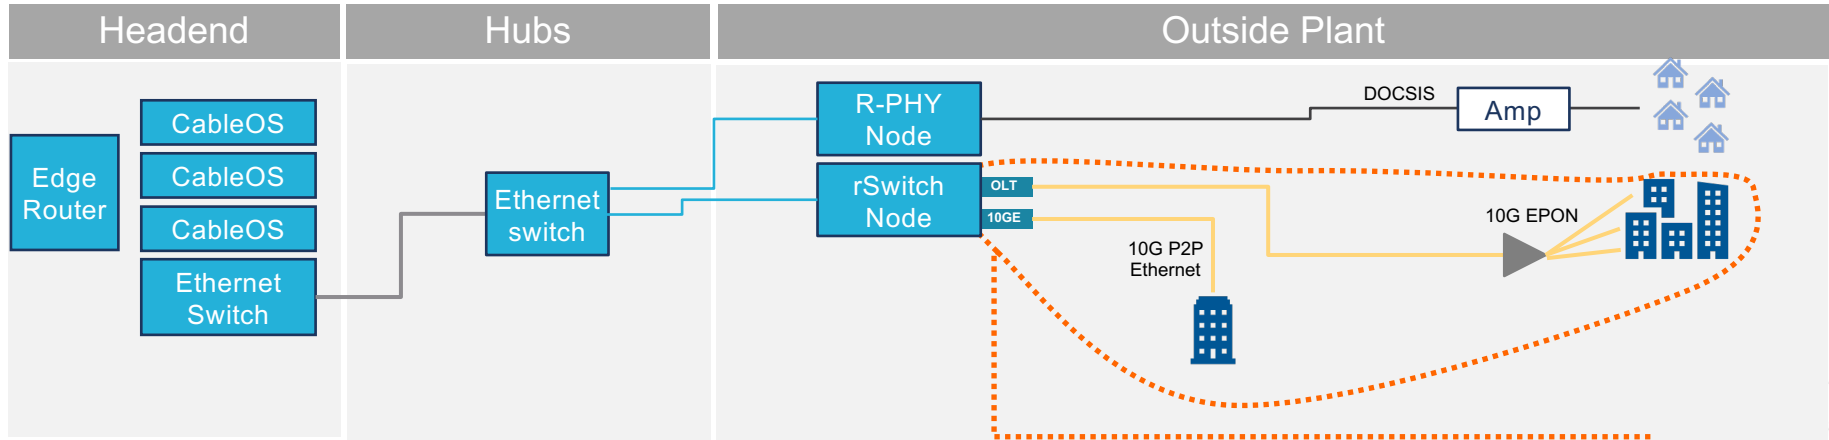 Headend
Hubs
Outside Plant
Edge
Router
CableOS
CableOS
CableOS
Ethernet
Switch
Ethernet
switch
R-PHY
Node
rSwitch
Node
OLT
10GE
DOCSIS
Amp
10G P2P
Ethernet
10G EPON